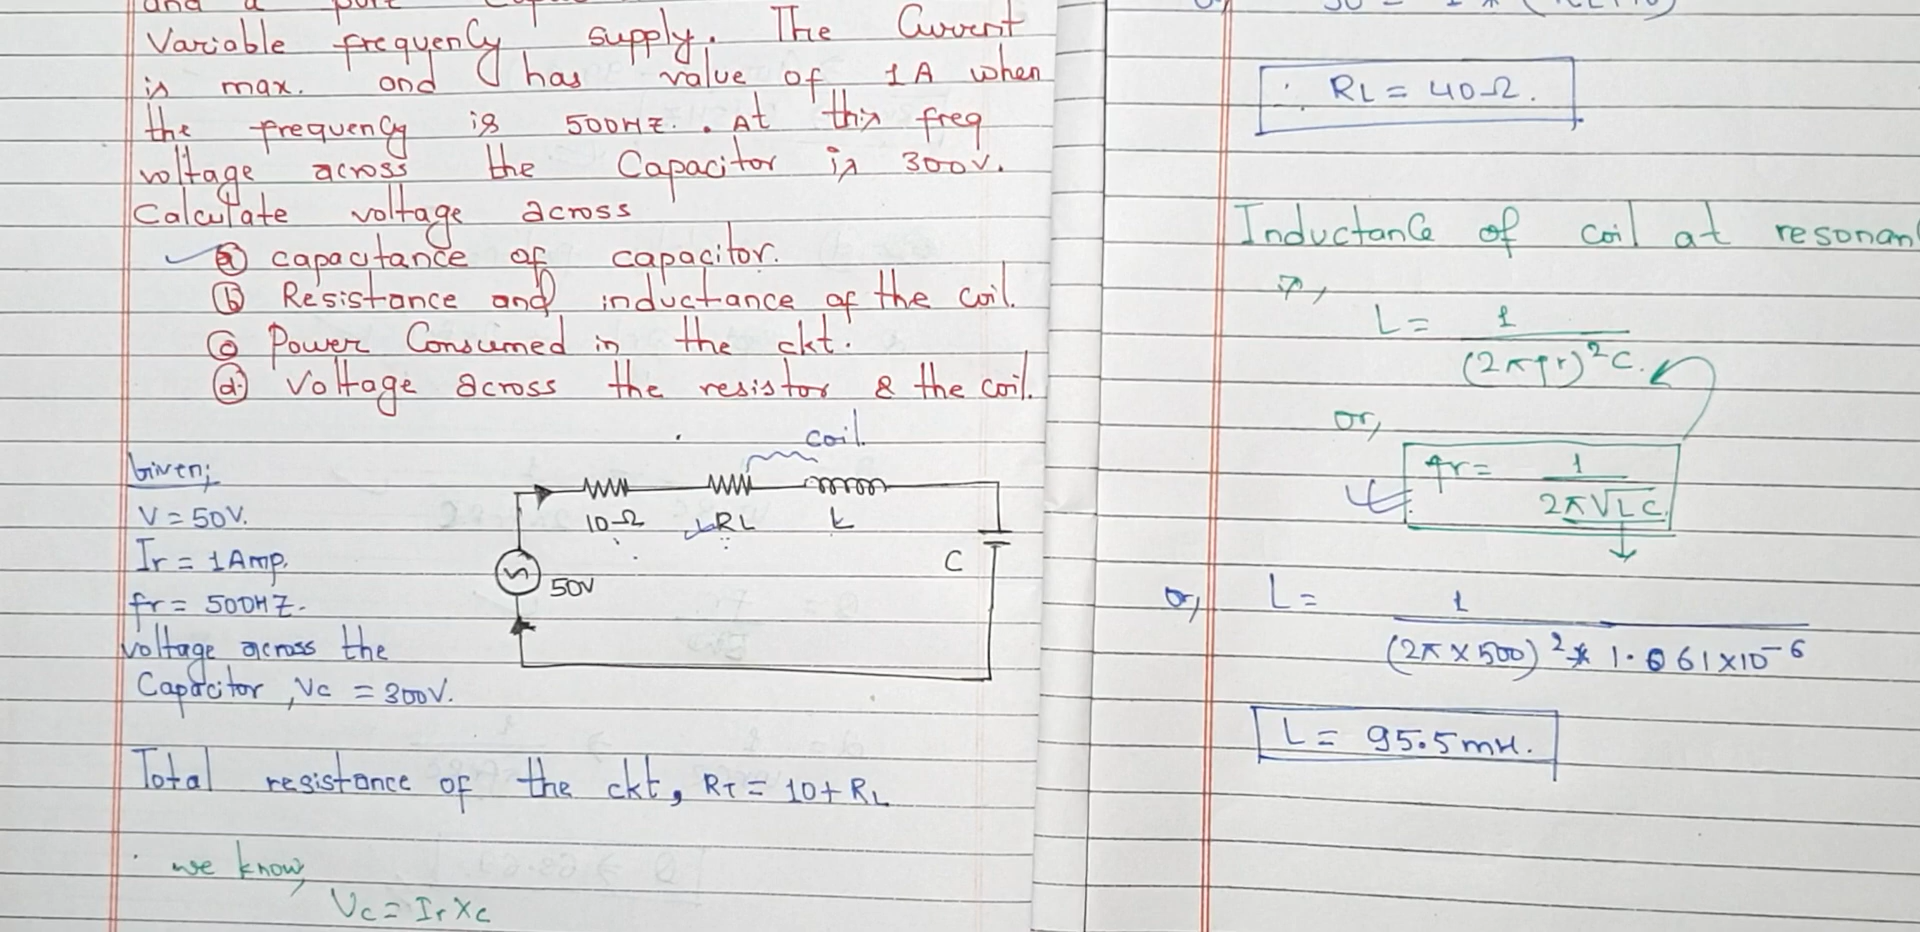 and a pure
Variable frequency supply. The Current
is max. and has value of 1A when
the frequency is 500HZ. At this freq
voltage across the Capacitor is 300V.
Calculate voltage across
(a) capacitance of capacitor.
(b) Resistance and inductance of the coil.
(c) Power Consumed in the ckt.
(d) Voltage across the resistor & the coil.
Given;
V = 50V.
Ir = 1Amp.
fr = 500HZ.
voltage across the
Capacitor, Vc = 300V.
coil
10Ω RL L
50V
C
Total resistance of the ckt, RT = 10+ RL
we know,
Vc = Ir Xc
∴ RL = 40Ω.
Inductance of coil at resonan
L = 1 / (2πfr)²C.
or,
fr = 1 / 2π√LC
or, L = 1 / (2π × 500)² * 1.061×10⁻⁶
L = 95.5mH.